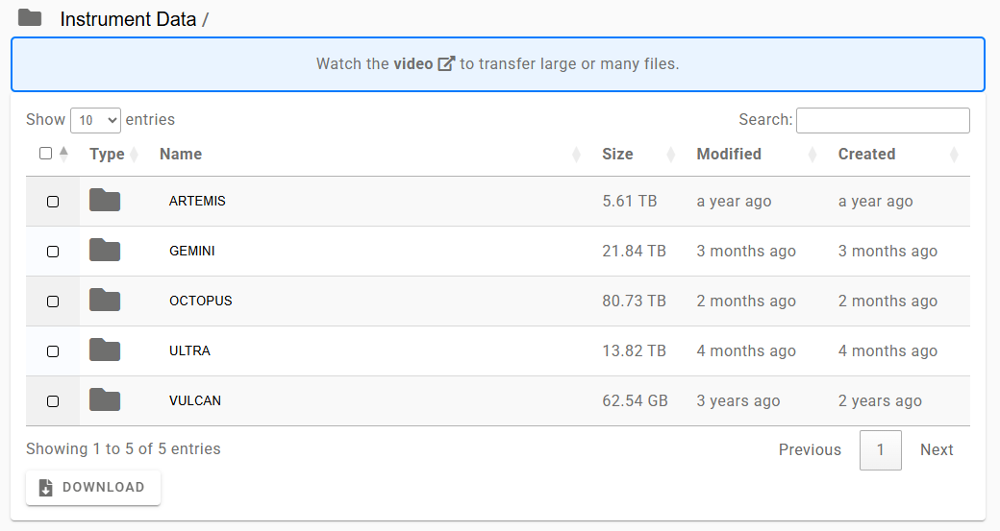 Instrument Data /
Watch the video to transfer large or many files.
Show 10 entries Search:
Type Name Size Modified Created
ARTEMIS 5.61 TB a year ago a year ago
GEMINI 21.84 TB 3 months ago 3 months ago
OCTOPUS 80.73 TB 2 months ago 2 months ago
ULTRA 13.82 TB 4 months ago 4 months ago
VULCAN 62.54 GB 3 years ago 2 years ago
Showing 1 to 5 of 5 entries Previous 1 Next
DOWNLOAD